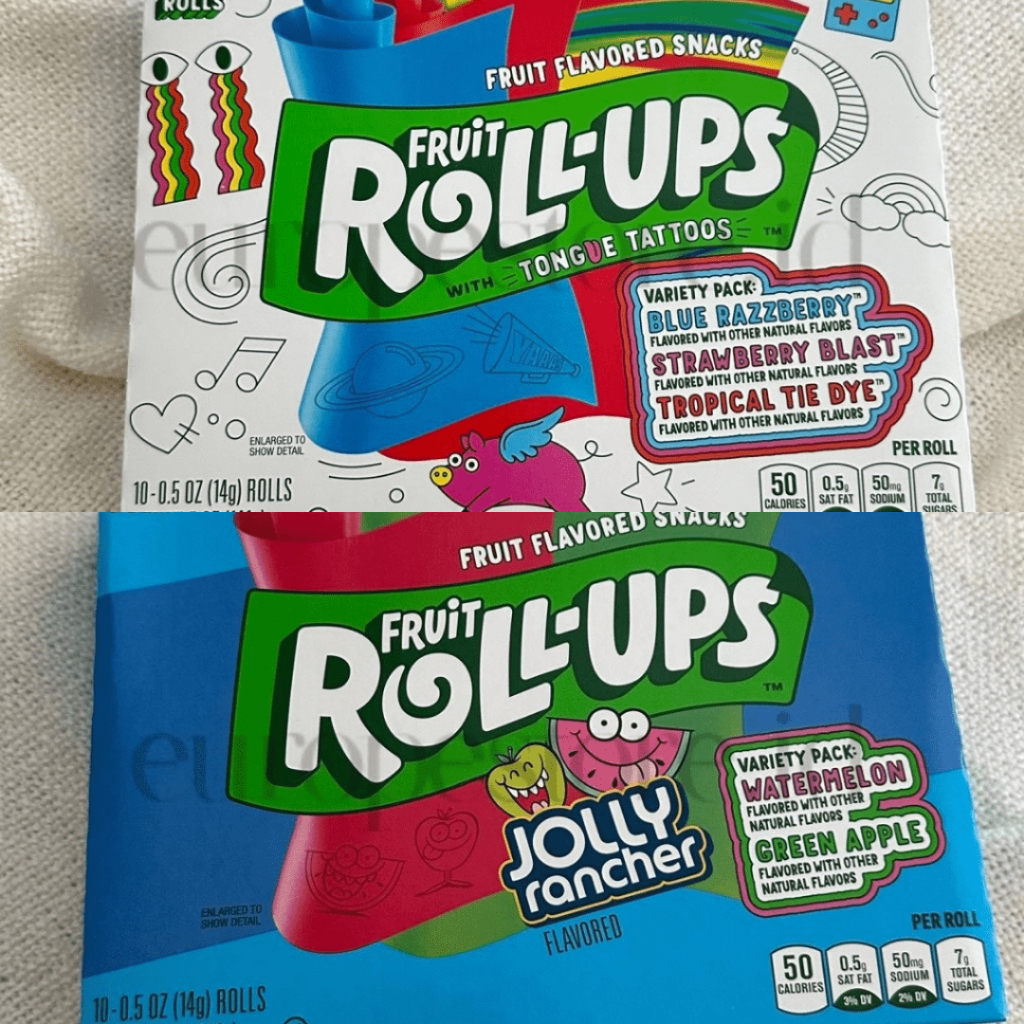 ROLLS
FRUIT FLAVORED SNACKS
FRUIT
ROLL-UPS
WITH TONGUE TATTOOS ™
VARIETY PACK:
BLUE RAZZBERRY™
FLAVORED WITH OTHER NATURAL FLAVORS
STRAWBERRY BLAST™
FLAVORED WITH OTHER NATURAL FLAVORS
TROPICAL TIE DYE™
FLAVORED WITH OTHER NATURAL FLAVORS
YAAAS
ENLARGED TO
SHOW DETAIL
PER ROLL
10-0.5 OZ (14g) ROLLS
50 0.5g 50mg 7g
CALORIES SAT FAT SODIUM TOTAL
SUGARS
europestore.id
FRUIT FLAVORED SNACKS
FRUIT
ROLL-UPS
™
JOLLY
rancher
FLAVORED
VARIETY PACK:
WATERMELON
FLAVORED WITH OTHER
NATURAL FLAVORS
GREEN APPLE
FLAVORED WITH OTHER
NATURAL FLAVORS
ENLARGED TO
SHOW DETAIL
PER ROLL
10-0.5 OZ (14g) ROLLS
50 0.5g 50mg 7g
CALORIES SAT FAT SODIUM TOTAL
3% DV 2% DV SUGARS
europestore.id